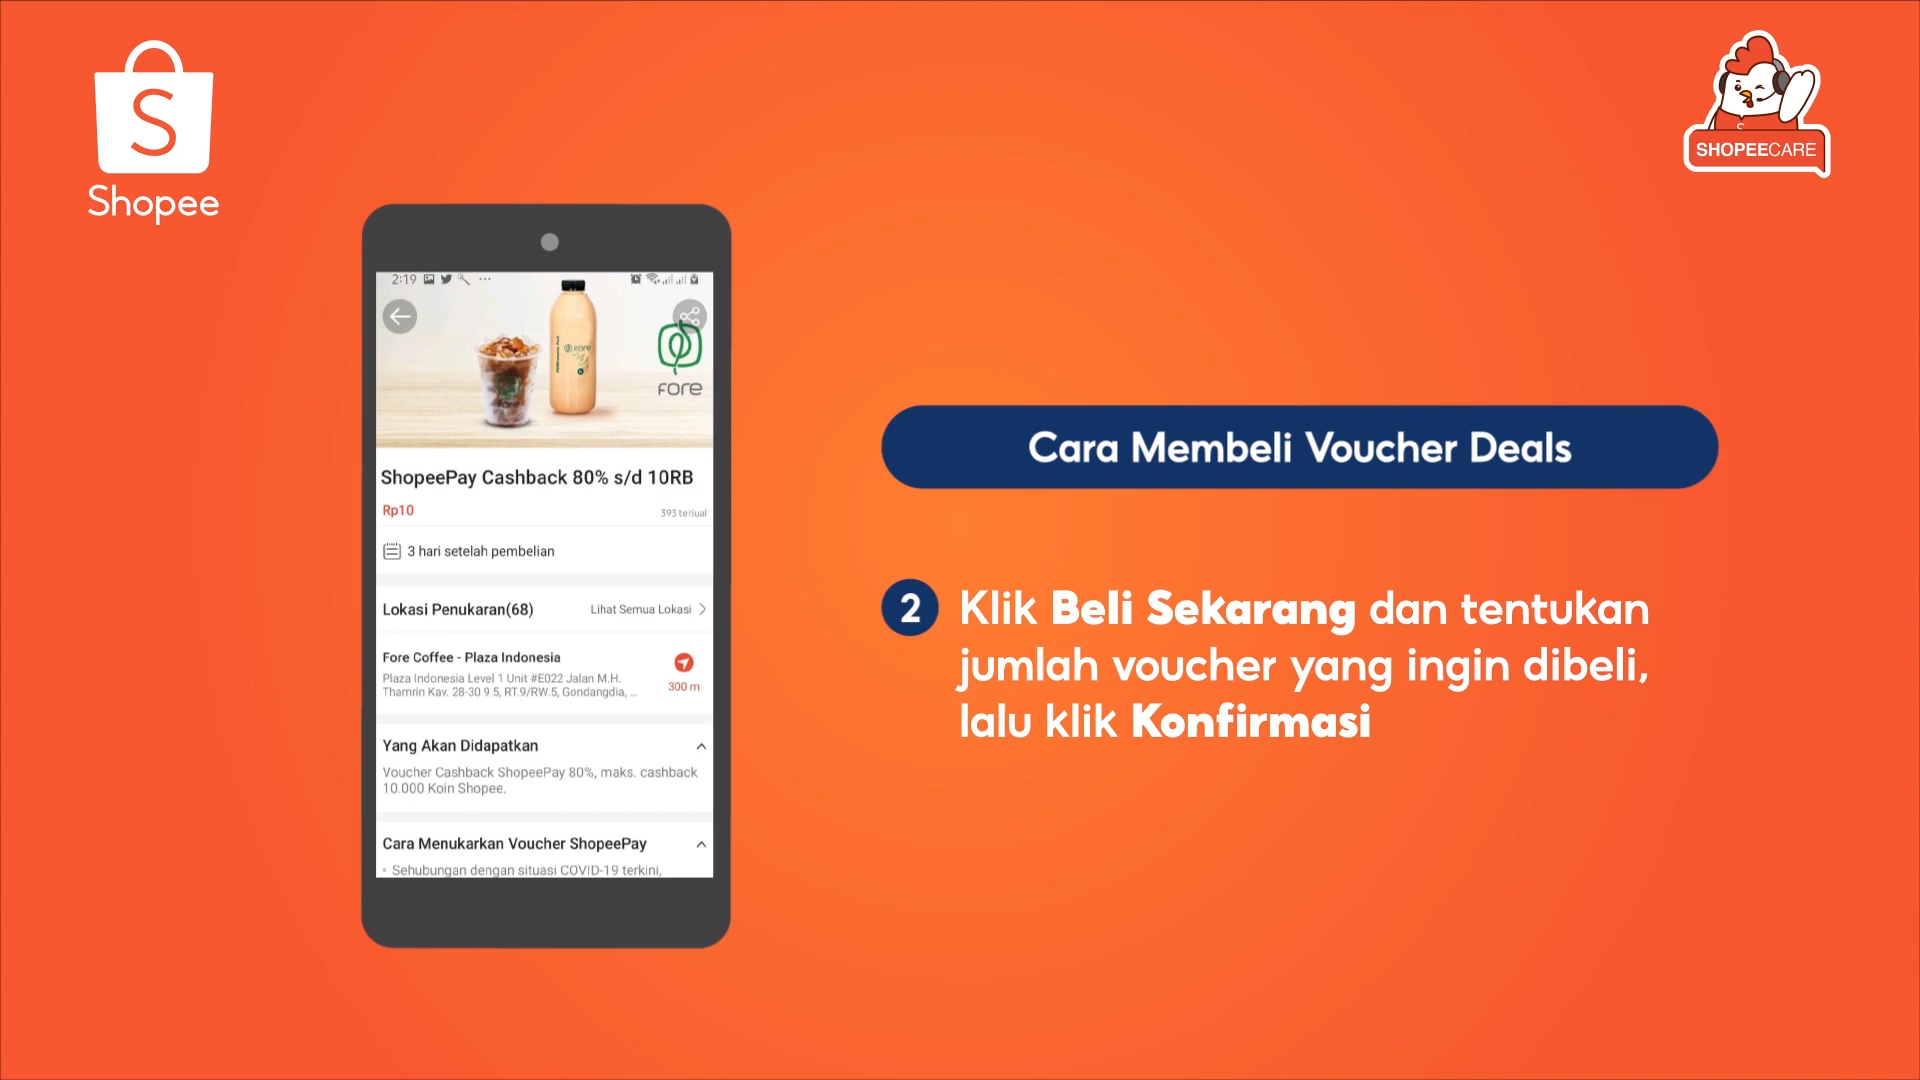 Shopee
SHOPEECARE
2:19
FORE
ShopeePay Cashback 80% s/d 10RB
Rp10
393 terjual
3 hari setelah pembelian
Lokasi Penukaran(68)
Lihat Semua Lokasi
Fore Coffee - Plaza Indonesia
Plaza Indonesia Level 1 Unit #E022 Jalan M.H.
Thamrin Kav. 28-30 9 5, RT.9/RW.5, Gondangdia, ...
300 m
Yang Akan Didapatkan
Voucher Cashback ShopeePay 80%, maks. cashback
10.000 Koin Shopee.
Cara Menukarkan Voucher ShopeePay
• Sehubungan dengan situasi COVID-19 terkini,
Cara Membeli Voucher Deals
2 Klik Beli Sekarang dan tentukan
jumlah voucher yang ingin dibeli,
lalu klik Konfirmasi